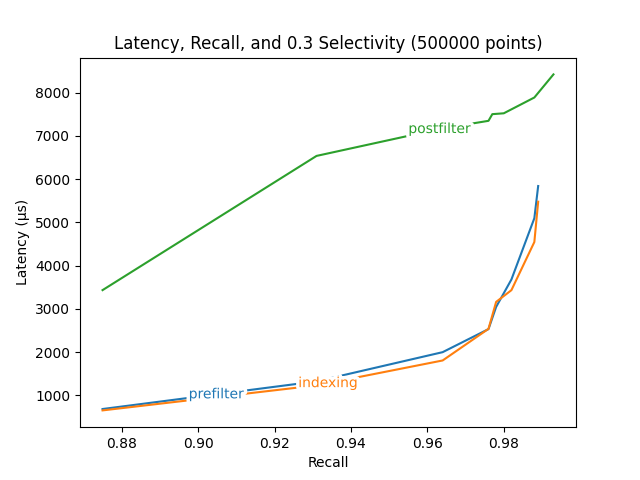 Latency, Recall, and 0.3 Selectivity (500000 points)
8000
7000
6000
5000
4000
3000
2000
1000
Latency (μs)
postfilter
indexing
prefilter
0.88 0.90 0.92 0.94 0.96 0.98
Recall